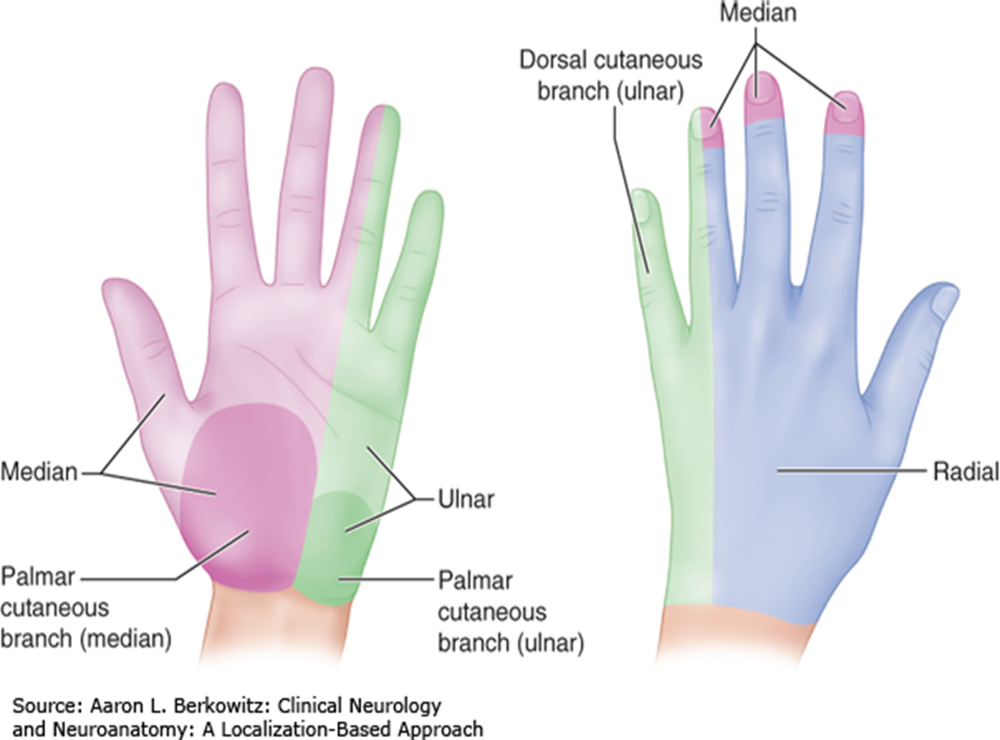 Median
Dorsal cutaneous
branch (ulnar)
Median
Ulnar
Radial
Palmar
cutaneous
branch (median)
Palmar
cutaneous
branch (ulnar)
Source: Aaron L. Berkowitz: Clinical Neurology
and Neuroanatomy: A Localization-Based Approach